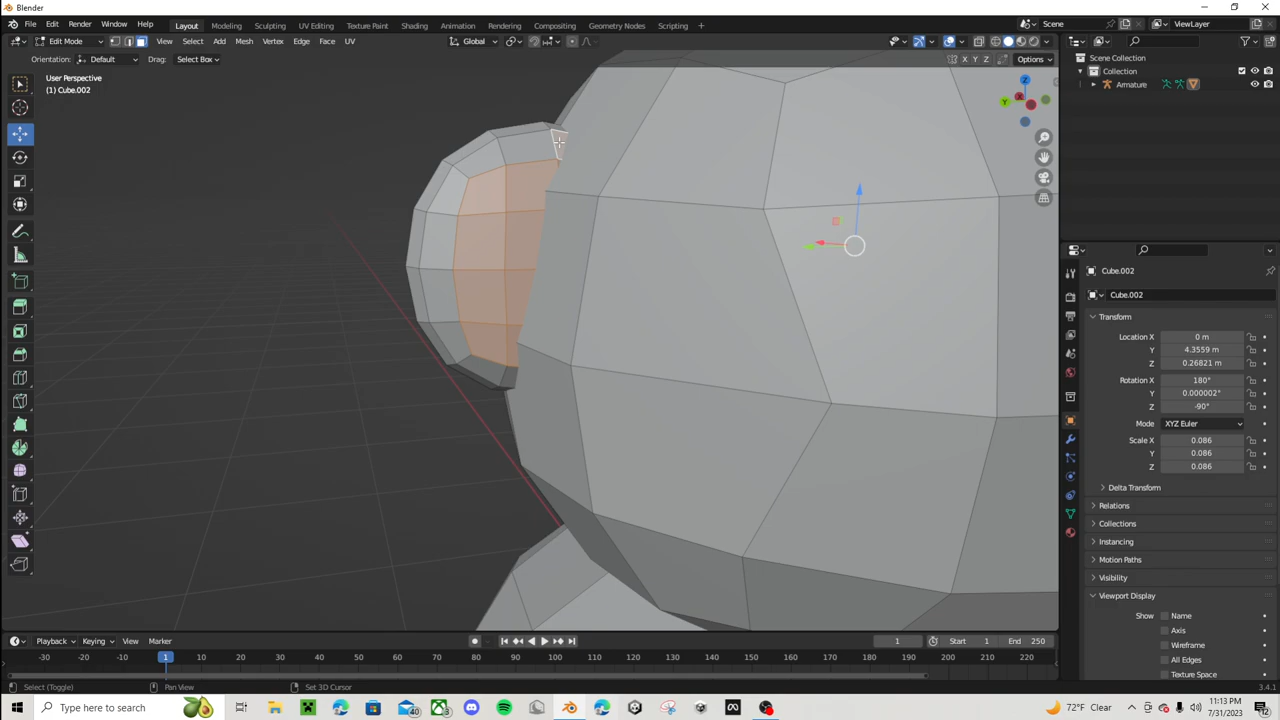 Blender
File Edit Render Window Help Layout Modeling Sculpting UV Editing Texture Paint Shading Animation Rendering Compositing Geometry Nodes Scripting Scene ViewLayer
Edit Mode View Select Add Mesh Vertex Edge Face UV Global
Orientation: Default Drag: Select Box X Y Z Options
User Perspective
(1) Cube.002
Z
Y
X
Scene Collection
Collection
Armature
Cube.002
Cube.002
Transform
Location X 0 m
Y 4.3559 m
Z 0.26821 m
Rotation X 180°
Y 0.000002°
Z -90°
Mode XYZ Euler
Scale X 0.086
Y 0.086
Z 0.086
Delta Transform
Relations
Collections
Instancing
Motion Paths
Visibility
Viewport Display
Show Name
Axis
Wireframe
All Edges
Texture Space
Playback Keying View Marker 1 Start 1 End 250
-30 -20 -10 1 10 20 30 40 50 60 70 80 90 100 110 120 130 140 150 160 170 180 190 200 210 220
Select (Toggle) Pan View Set 3D Cursor 3.4.1
Type here to search 40 3 72°F Clear 11:13 PM 7/31/2023 12